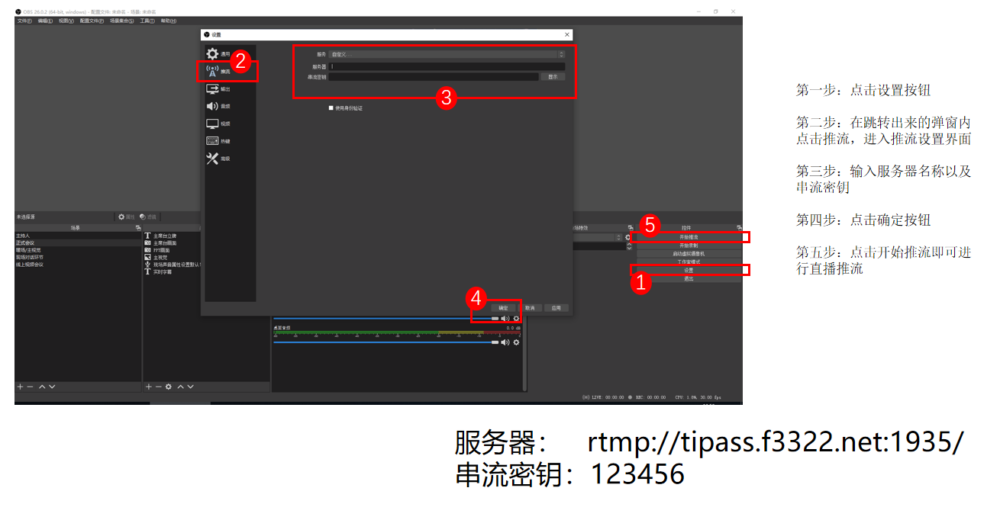 OBS 26.0.2 (64-bit, windows) - 配置文件: 未命名 - 场景: 未命名
文件(F) 编辑(E) 视图(V) 配置文件(P) 场景集合(S) 工具(T) 帮助(H)
设置
通用
2
推流
输出
音频
视频
热键
高级
服务 自定义...
服务器
串流密钥 显示
3
使用身份验证
4
确定 取消 应用
未选择源 属性 滤镜
场景
主持人
正式会议
暖场/主视觉
现场对话环节
线上视频会议
主席台立牌
主席台画面
PPT画面
主视觉
现场声音属性设置默认
实时字幕
桌面音频 0.0 dB
场特效
控件
5
开始推流
开始录制
启动虚拟摄像机
工作室模式
设置
1
退出
LIVE: 00:00:00 REC: 00:00:00 CPU: 1.8%, 30.00 fps
第一步：点击设置按钮
第二步：在跳转出来的弹窗内
点击推流，进入推流设置界面
第三步：输入服务器名称以及
串流密钥
第四步：点击确定按钮
第五步：点击开始推流即可进
行直播推流
服务器： rtmp://tipass.f3322.net:1935/
串流密钥：123456